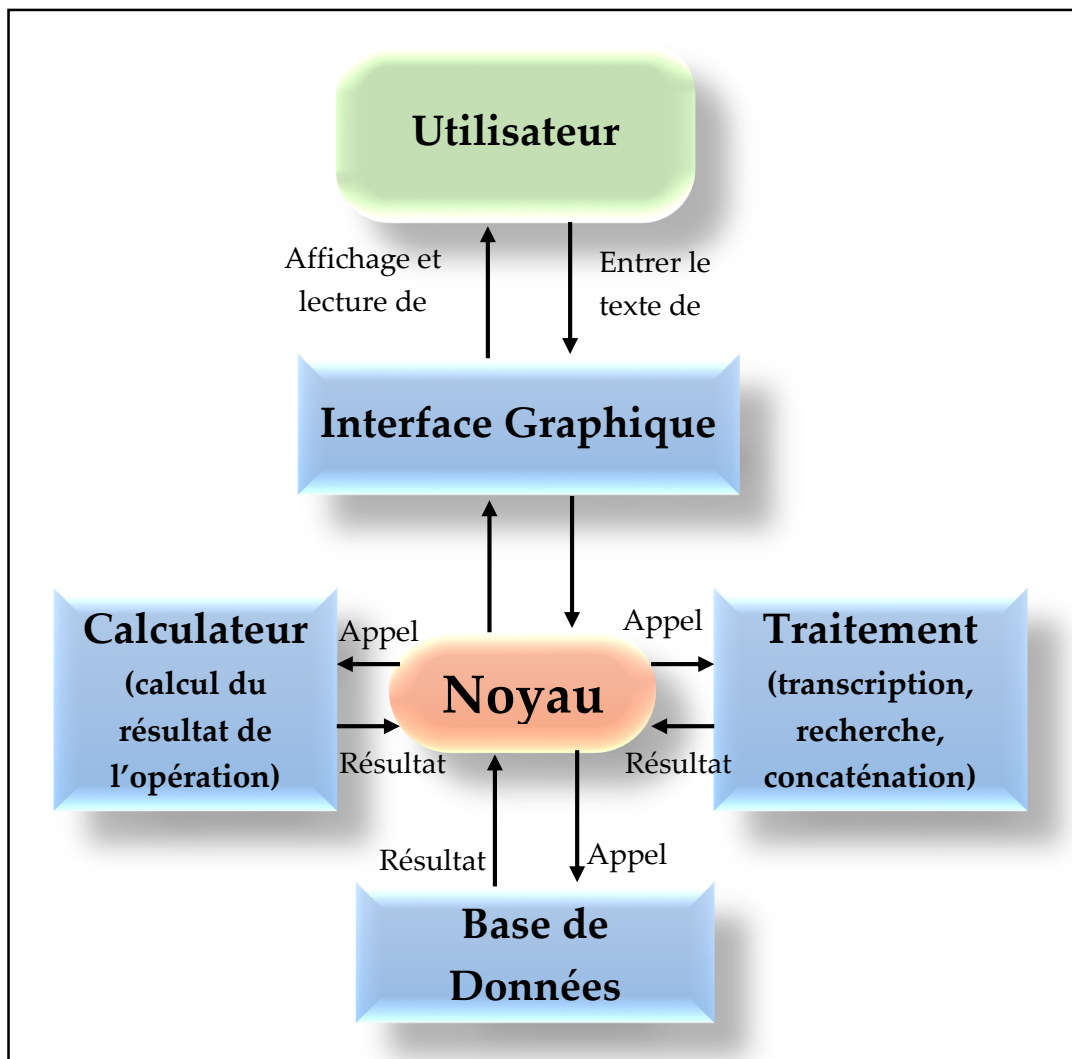 Utilisateur
Affichage et
lecture de
Entrer le
texte de
Interface Graphique
Calculateur
(calcul du
résultat de
l’opération)
Appel
Résultat
Noyau
Appel
Résultat
Traitement
(transcription,
recherche,
concaténation)
Résultat
Appel
Base de
Données